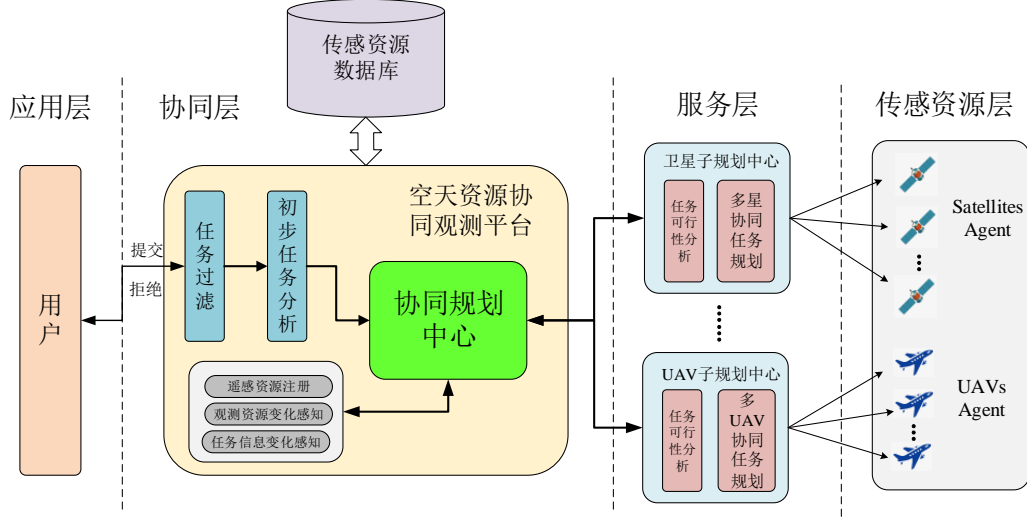 传感资源
数据库
应用层
协同层
服务层
传感资源层
用
户
提交
拒绝
空天资源协
同观测平台
任
务
过
滤
初
步
任
务
分
析
协同规划
中心
遥感资源注册
观测资源变化感知
任务信息变化感知
卫星子规划中心
任务
可行
性分
析
多星
协同
任务
规划
UAV子规划中心
任务
可行
性分
析
多
UAV
协同
任务
规划
Satellites
Agent
UAVs
Agent